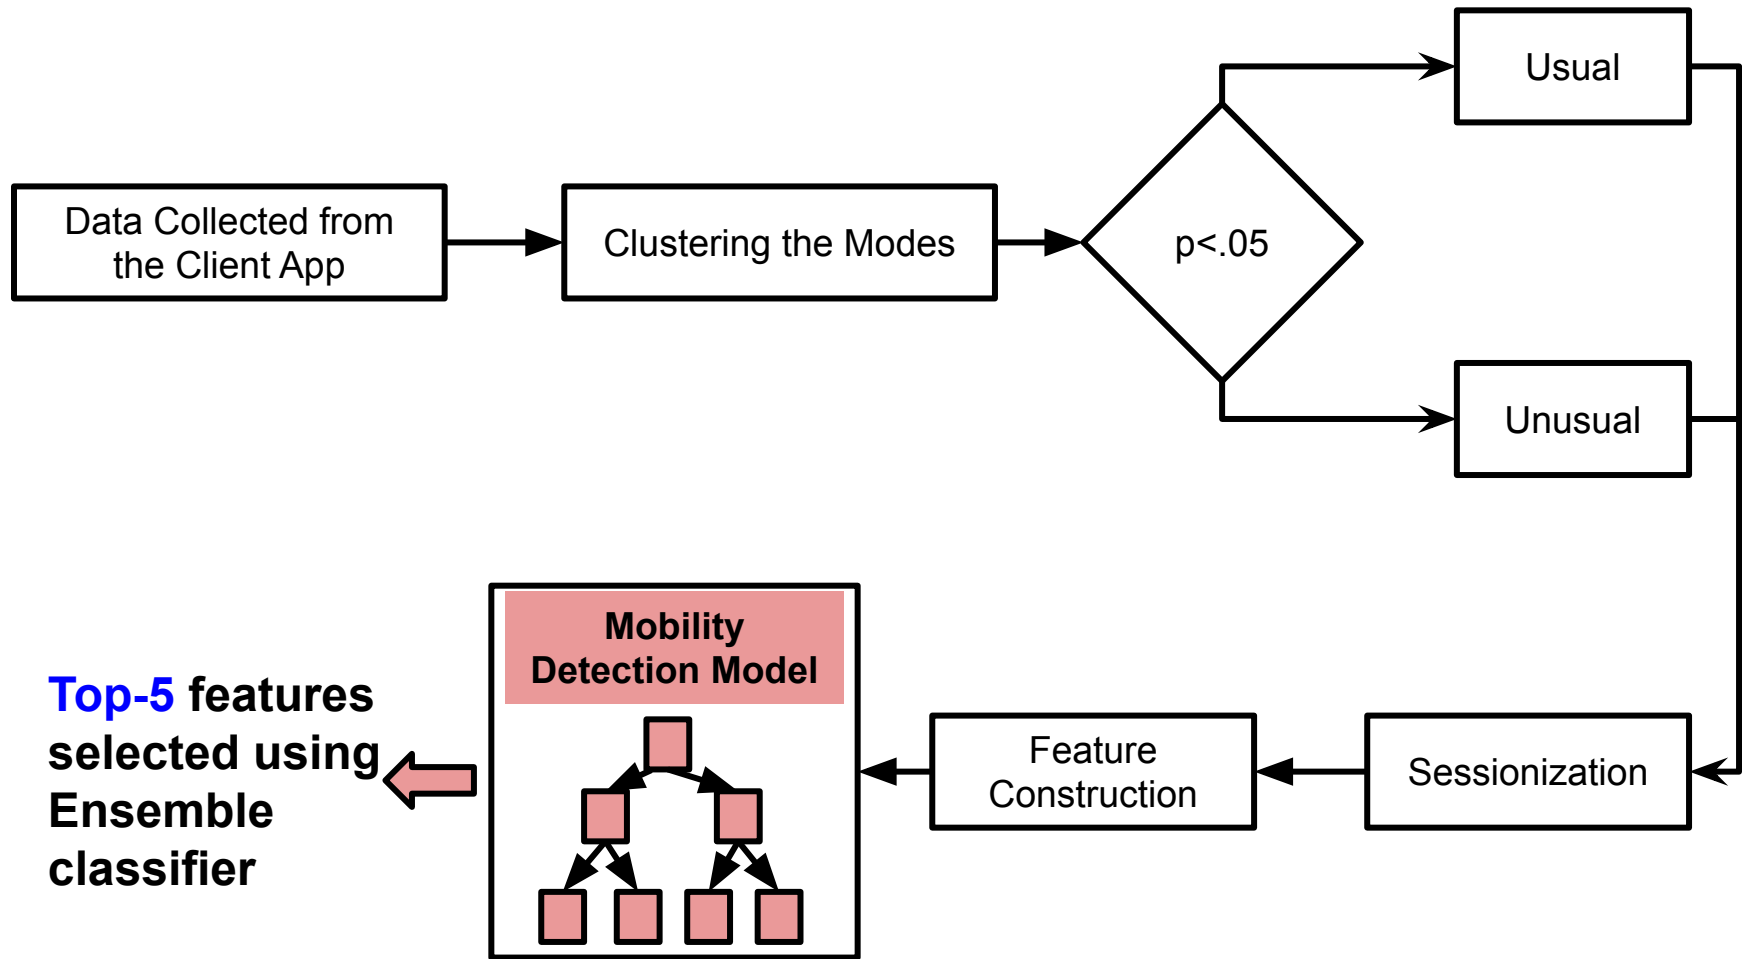 Data Collected from
the Client App
Clustering the Modes
p<.05
Usual
Unusual
Sessionization
Feature
Construction
Mobility
Detection Model
Top-5 features
selected using
Ensemble
classifier